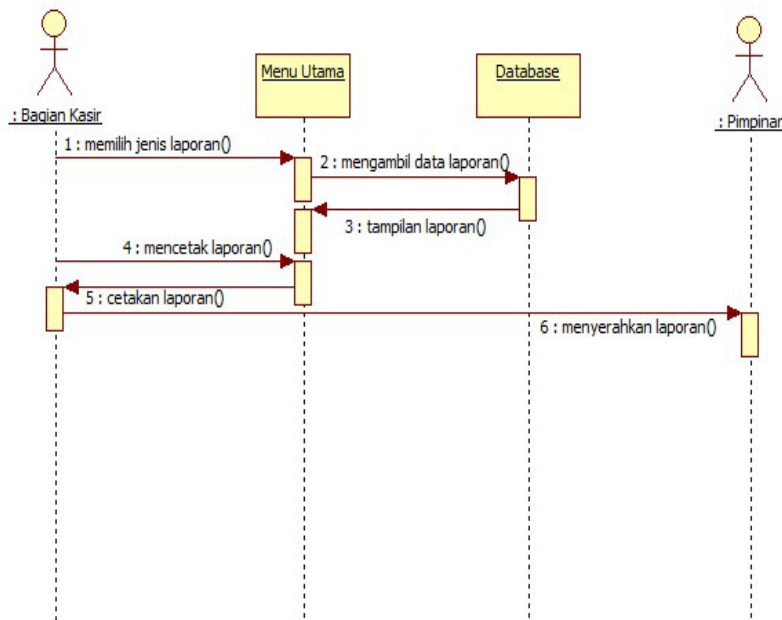 Menu Utama
Database
: Bagian Kasir
: Pimpinan
1 : memilih jenis laporan()
2 : mengambil data laporan()
3 : tampilan laporan()
4 : mencetak laporan()
5 : cetakan laporan()
6 : menyerahkan laporan()